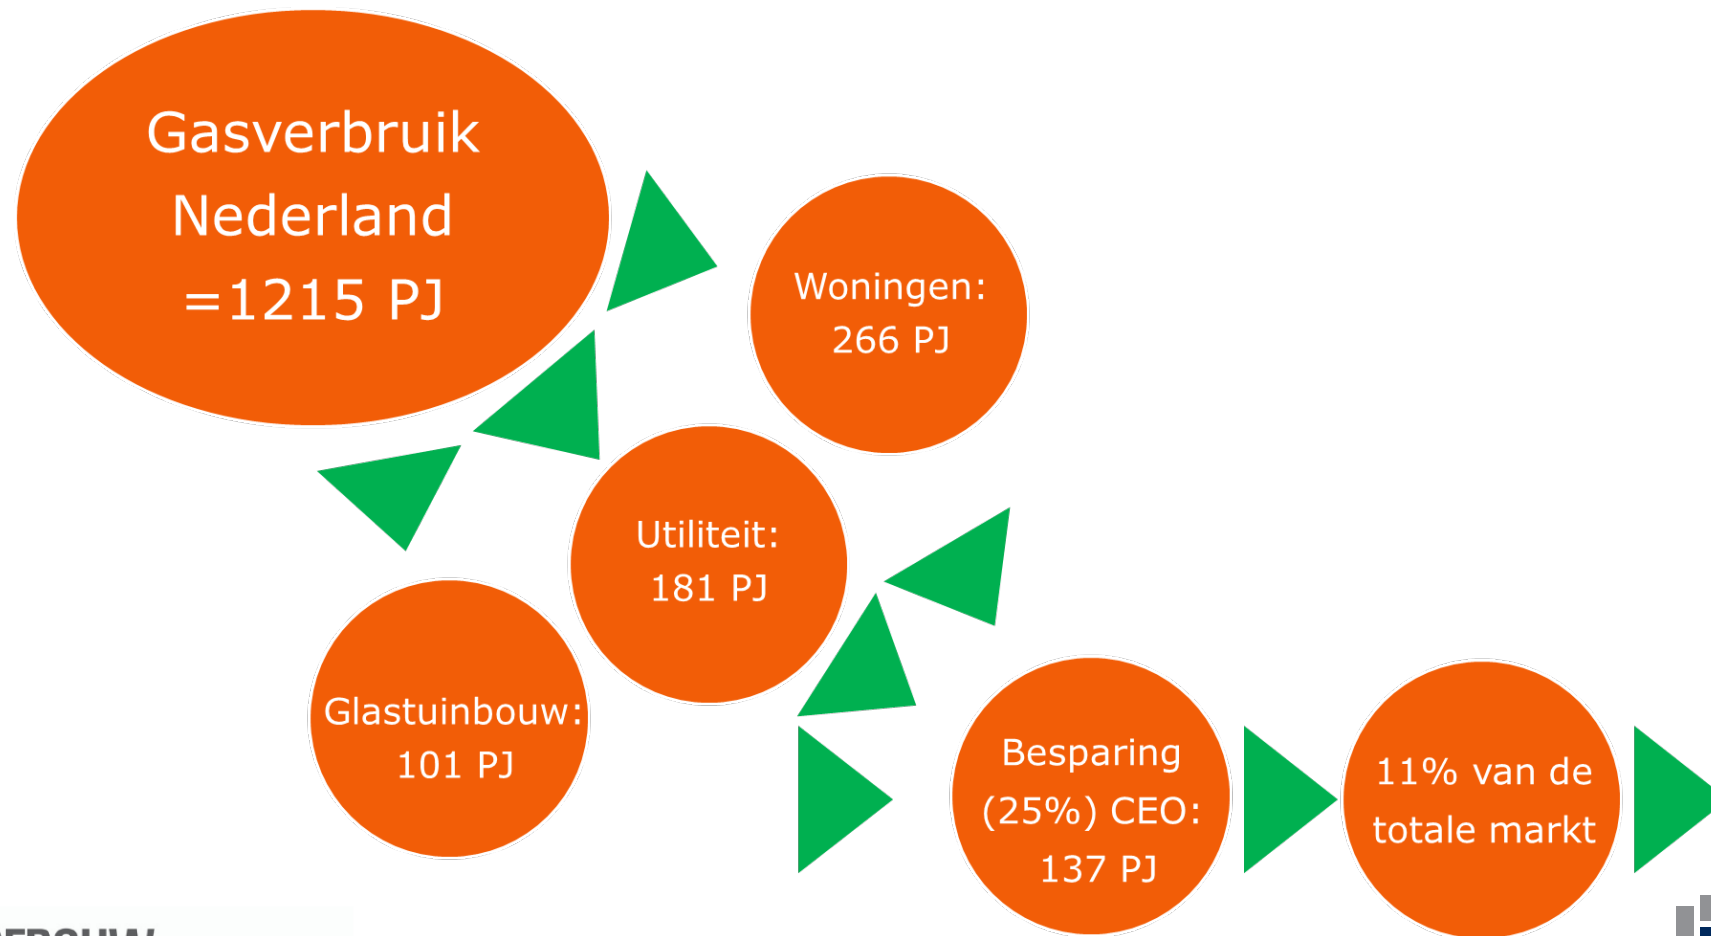 Gasverbruik
Nederland
=1215 PJ
Woningen:
266 PJ
Utiliteit:
181 PJ
Glastuinbouw:
101 PJ
Besparing
(25%) CEO:
137 PJ
11% van de
totale markt